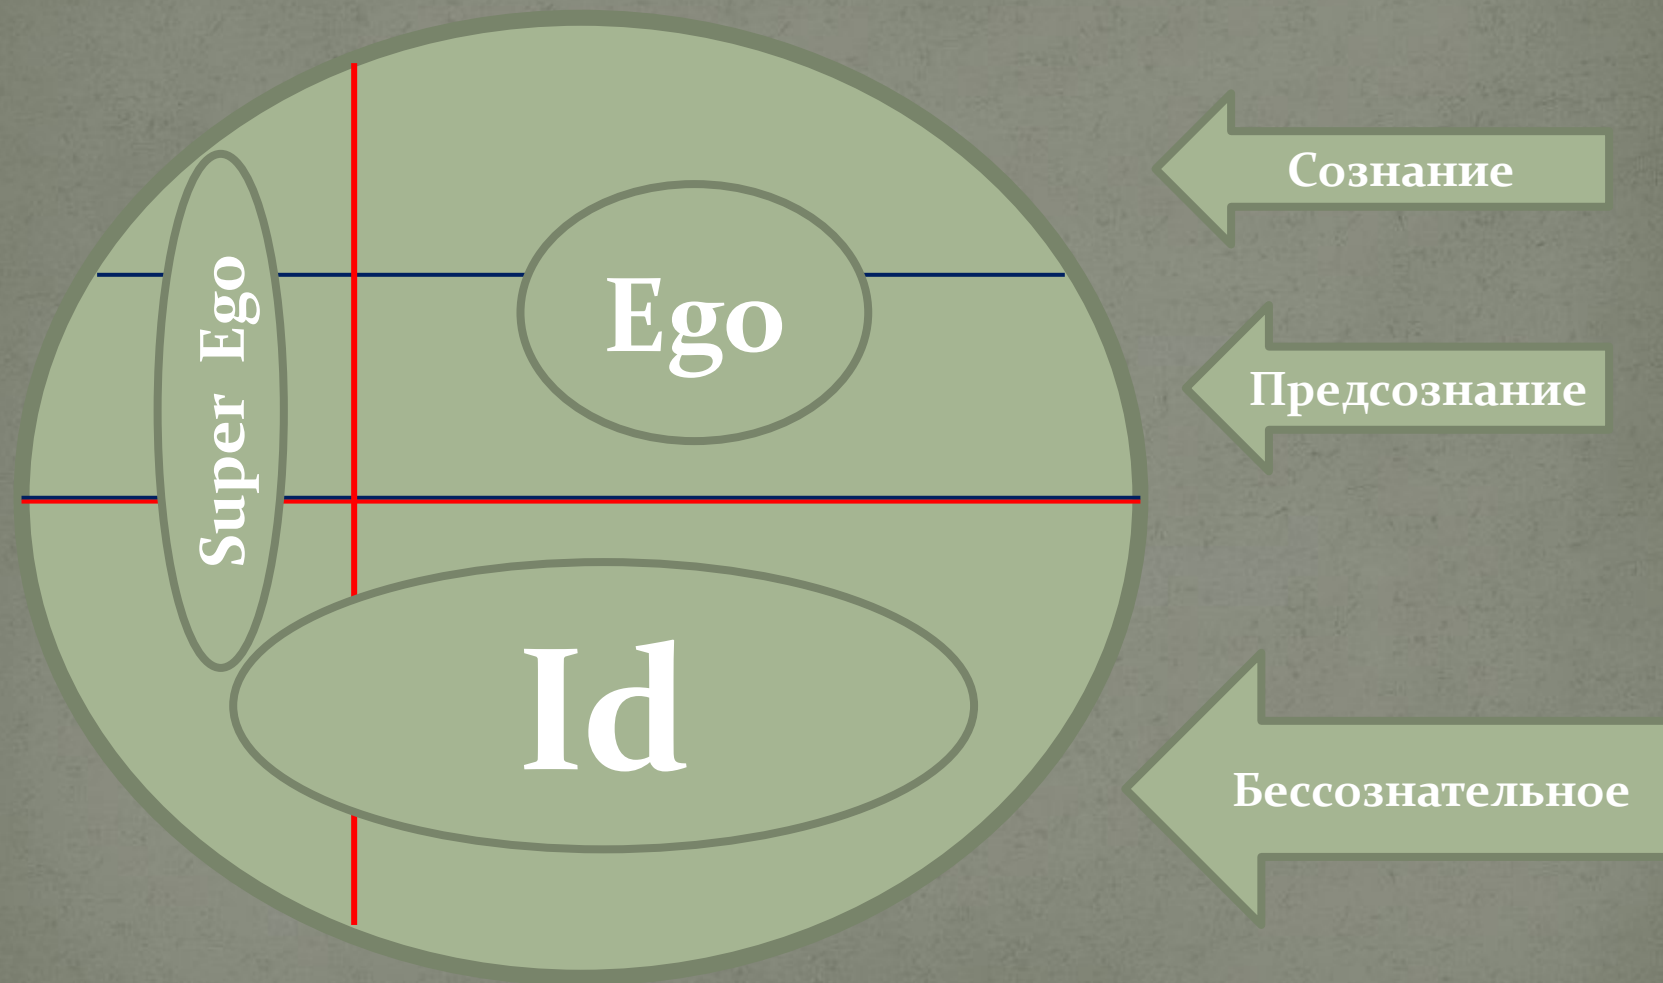 Сознание
Super Ego
Ego
Предсознание
Id
Бессознательное